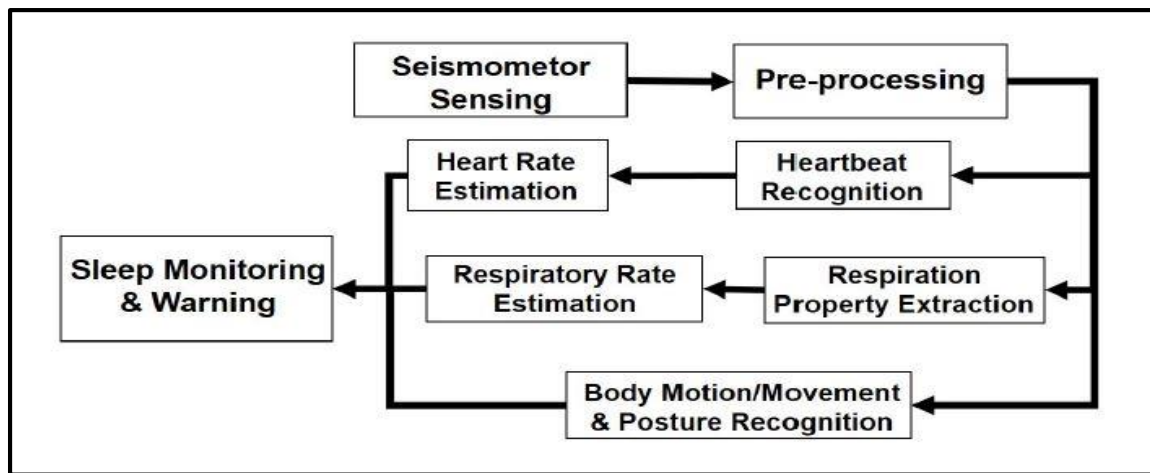 Seismometor
Sensing
Pre-processing
Heart Rate
Estimation
Heartbeat
Recognition
Sleep Monitoring
& Warning
Respiratory Rate
Estimation
Respiration
Property Extraction
Body Motion/Movement
& Posture Recognition